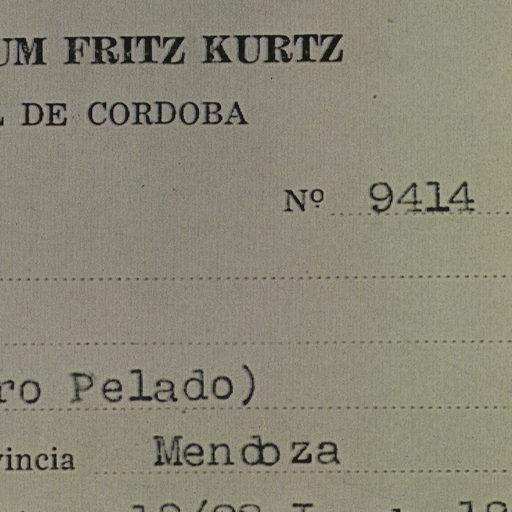 UM FRITZ KURTZ
DE CORDOBA
Nº 9414
ro Pelado)
vincia Mendoza